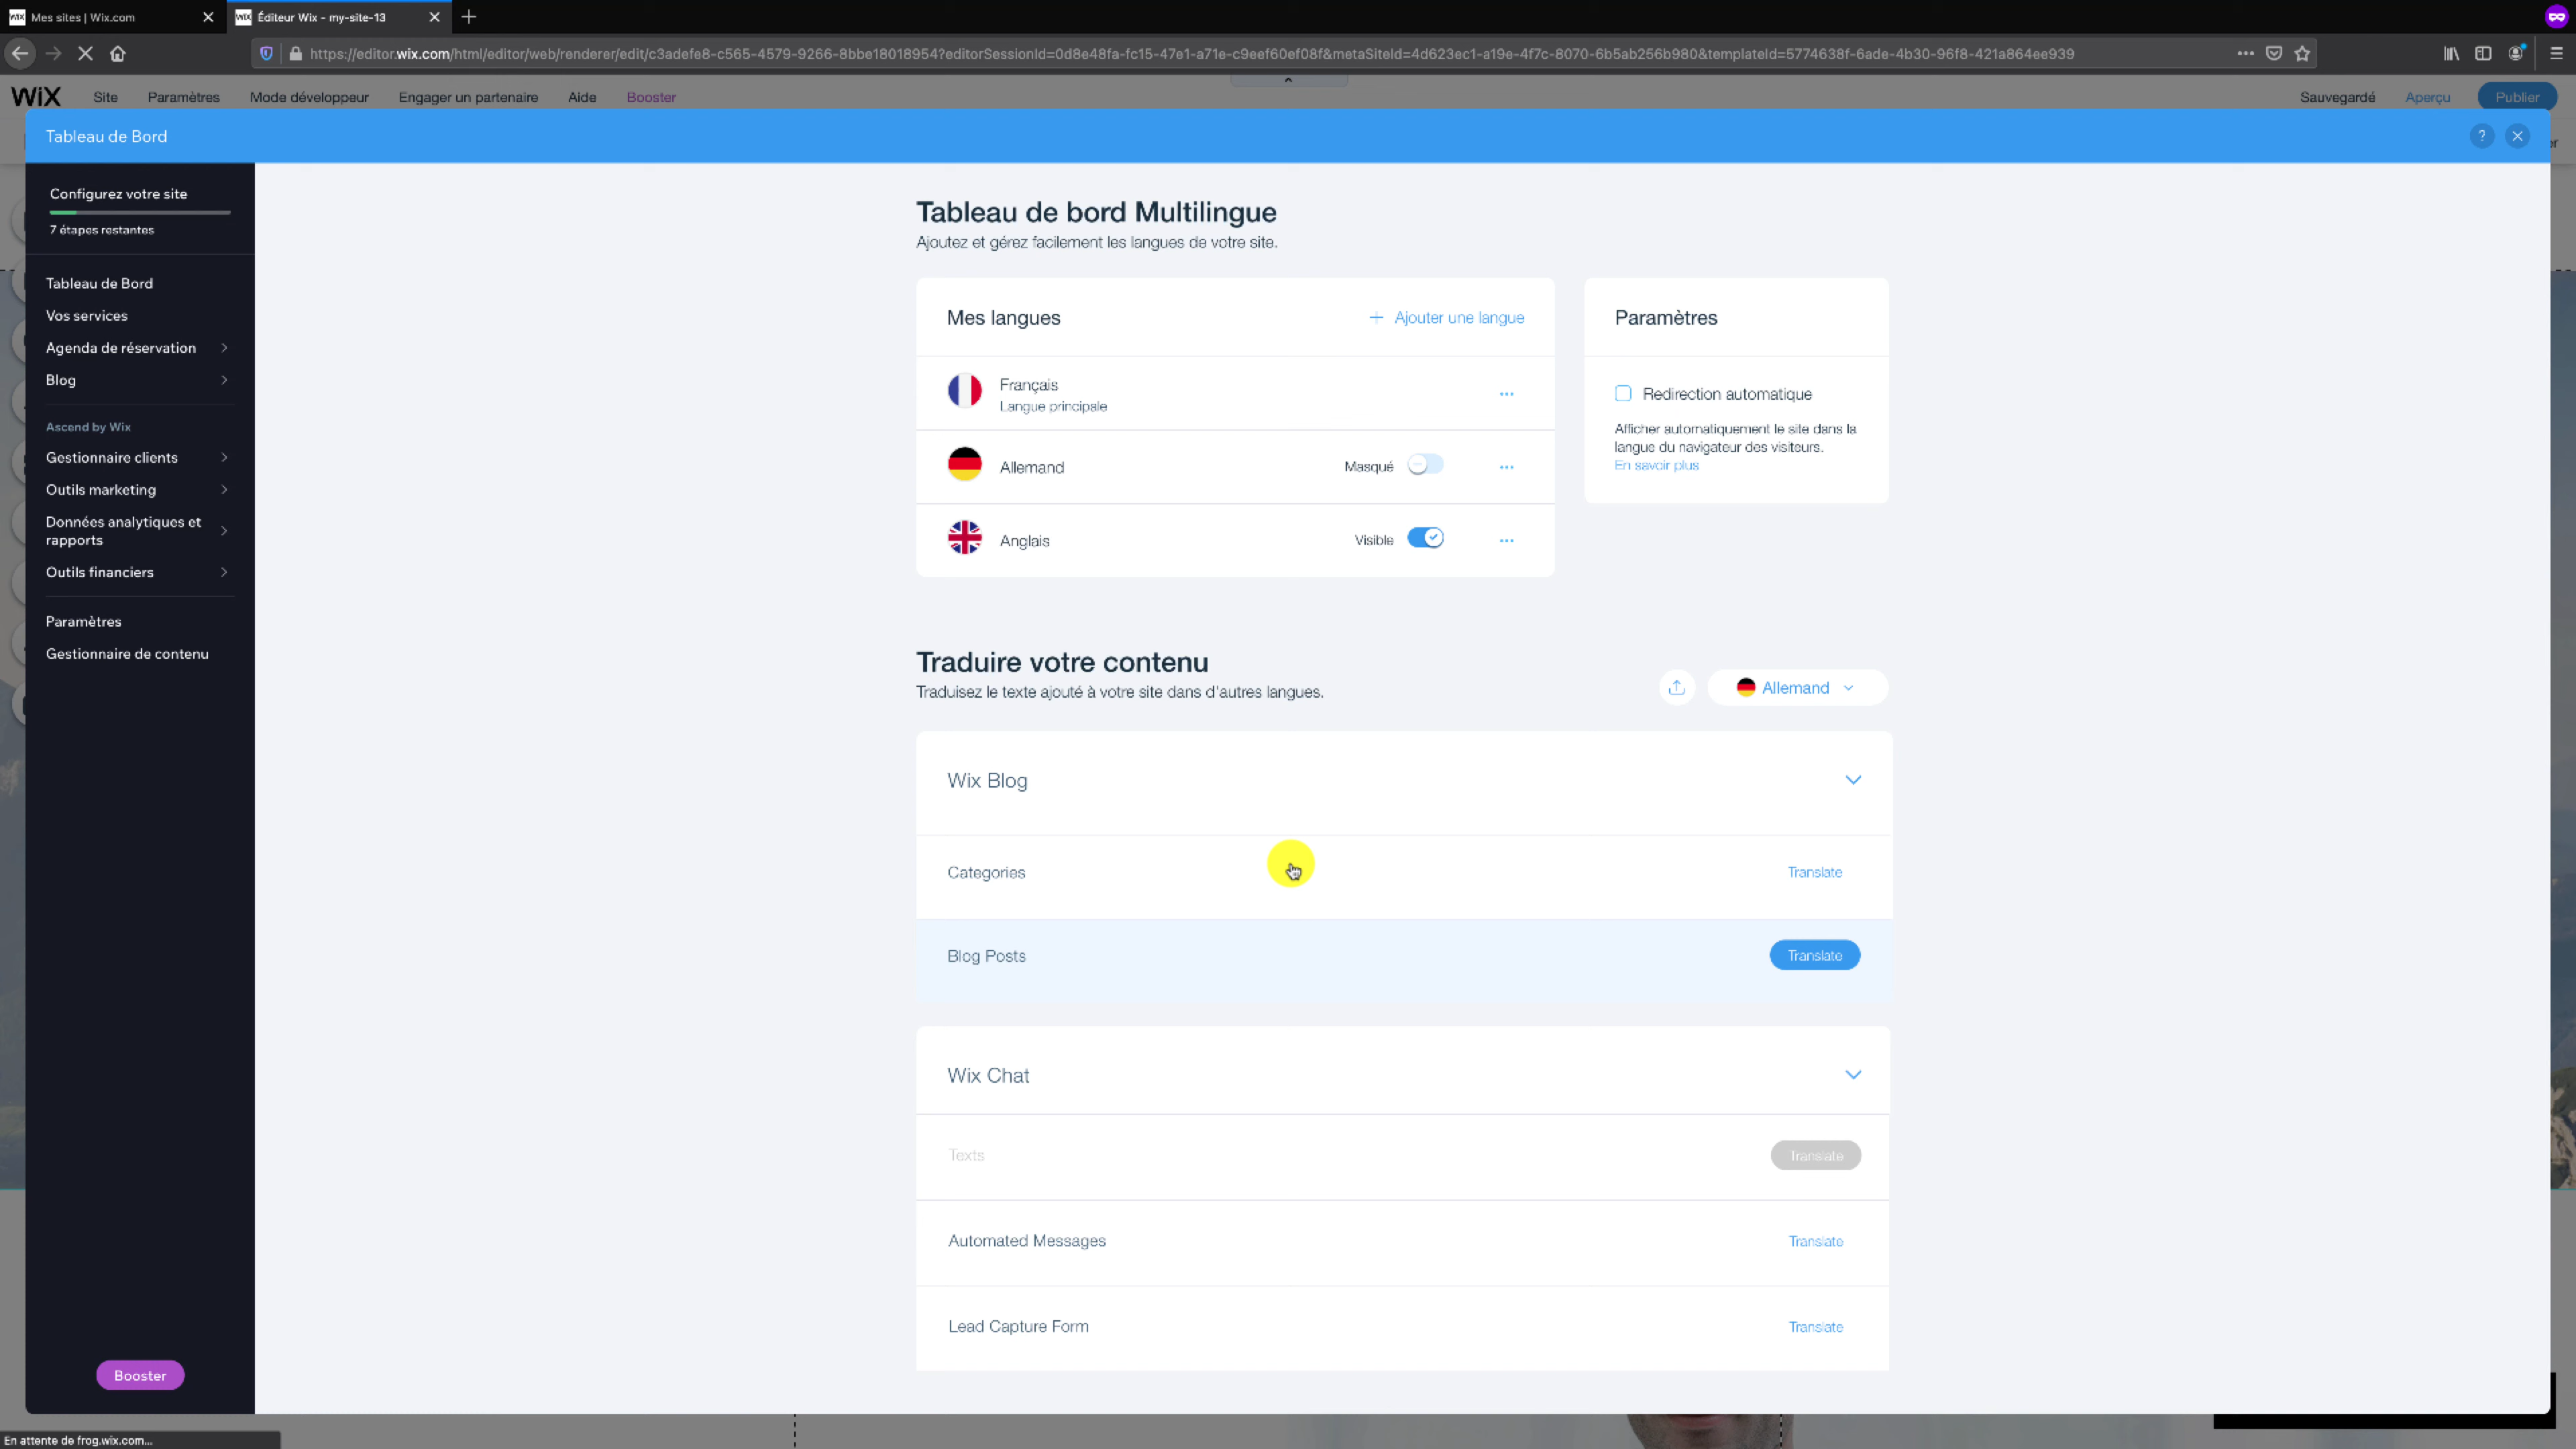 Mes sites | Wix.com
Éditeur Wix - my-site-13
https://editor.wix.com/html/editor/web/renderer/edit/c3adefe8-c565-4579-9266-8bbe18018954?editorSessionId=0d8e48fa-fc15-47e1-a71e-c9eef60ef08f&metaSiteId=4d623ec1-a19e-4f7c-8070-6b5ab256b980&templateId=5774638f-6ade-4b30-96f8-421a864ee939
WiX Site Paramètres Mode développeur Engager un partenaire Aide Booster Sauvegardé Aperçu Publier
Tableau de Bord
Configurez votre site
7 étapes restantes
Tableau de Bord
Vos services
Agenda de réservation
Blog
Ascend by Wix
Gestionnaire clients
Outils marketing
Données analytiques et
rapports
Outils financiers
Paramètres
Gestionnaire de contenu
Booster
Tableau de bord Multilingue
Ajoutez et gérez facilement les langues de votre site.
Mes langues
+ Ajouter une langue
Français
Langue principale
Allemand
Masqué
Anglais
Visible
Paramètres
Redirection automatique
Afficher automatiquement le site dans la
langue du navigateur des visiteurs.
En savoir plus
Traduire votre contenu
Traduisez le texte ajouté à votre site dans d'autres langues.
Allemand
Wix Blog
Categories Translate
Blog Posts Translate
Wix Chat
Texts Translate
Automated Messages Translate
Lead Capture Form Translate
En attente de frog.wix.com...